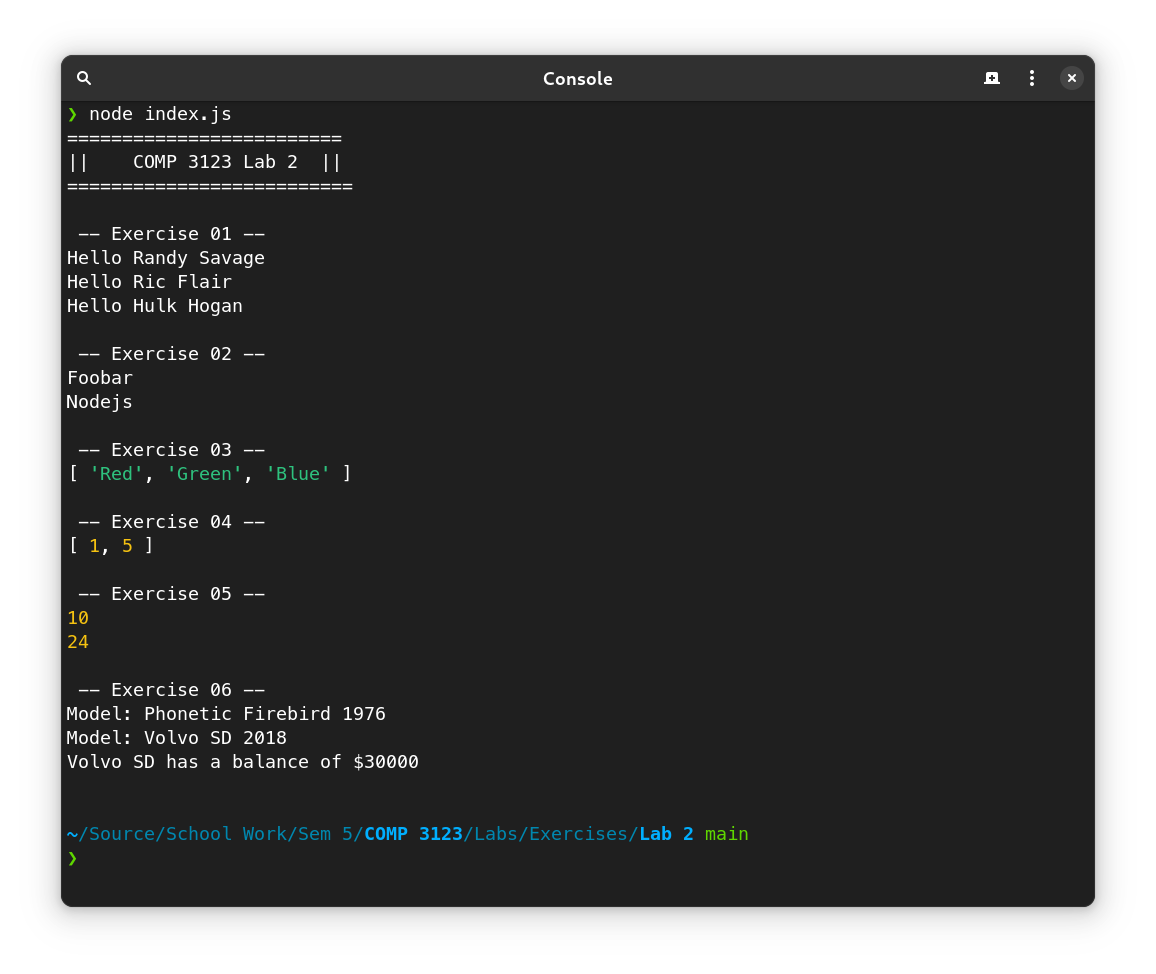 Console
❯ node index.js
=========================
||    COMP 3123 Lab 2  ||
==========================
 -- Exercise 01 --
Hello Randy Savage
Hello Ric Flair
Hello Hulk Hogan
 -- Exercise 02 --
Foobar
Nodejs
 -- Exercise 03 --
[ 'Red', 'Green', 'Blue' ]
 -- Exercise 04 --
[ 1, 5 ]
 -- Exercise 05 --
10
24
 -- Exercise 06 --
Model: Phonetic Firebird 1976
Model: Volvo SD 2018
Volvo SD has a balance of $30000
~/Source/School Work/Sem 5/COMP 3123/Labs/Exercises/Lab 2 main
❯